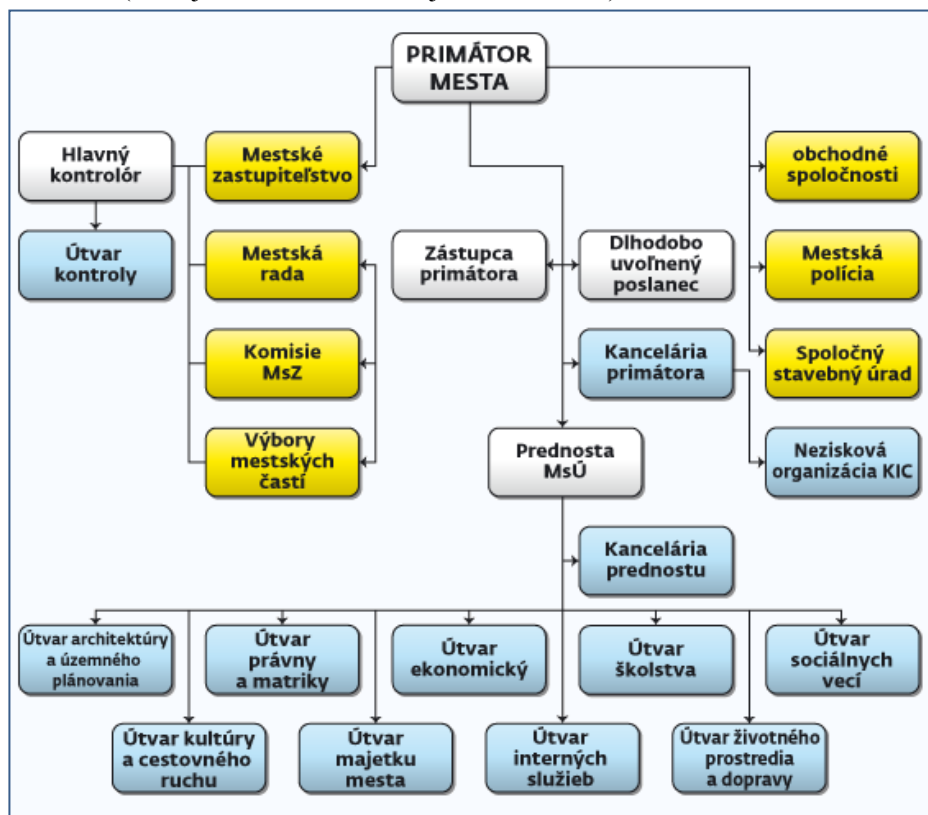 PRIMÁTOR
MESTA
Hlavný
kontrolór
Mestské
zastupiteľstvo
obchodné
spoločnosti
Útvar
kontroly
Mestská
rada
Zástupca
primátora
Dlhodobo
uvoľnený
poslanec
Mestská
polícia
Komisie
MsZ
Kancelária
primátora
Spoločný
stavebný úrad
Výbory
mestských
častí
Prednosta
MsÚ
Nezisková
organizácia KIC
Kancelária
prednostu
Útvar architektúry
a územného
plánovania
Útvar
právny
a matriky
Útvar
ekonomický
Útvar
školstva
Útvar
sociálnych
vecí
Útvar kultúry
a cestovného
ruchu
Útvar
majetku
mesta
Útvar
interných
služieb
Útvar životného
prostredia
a dopravy